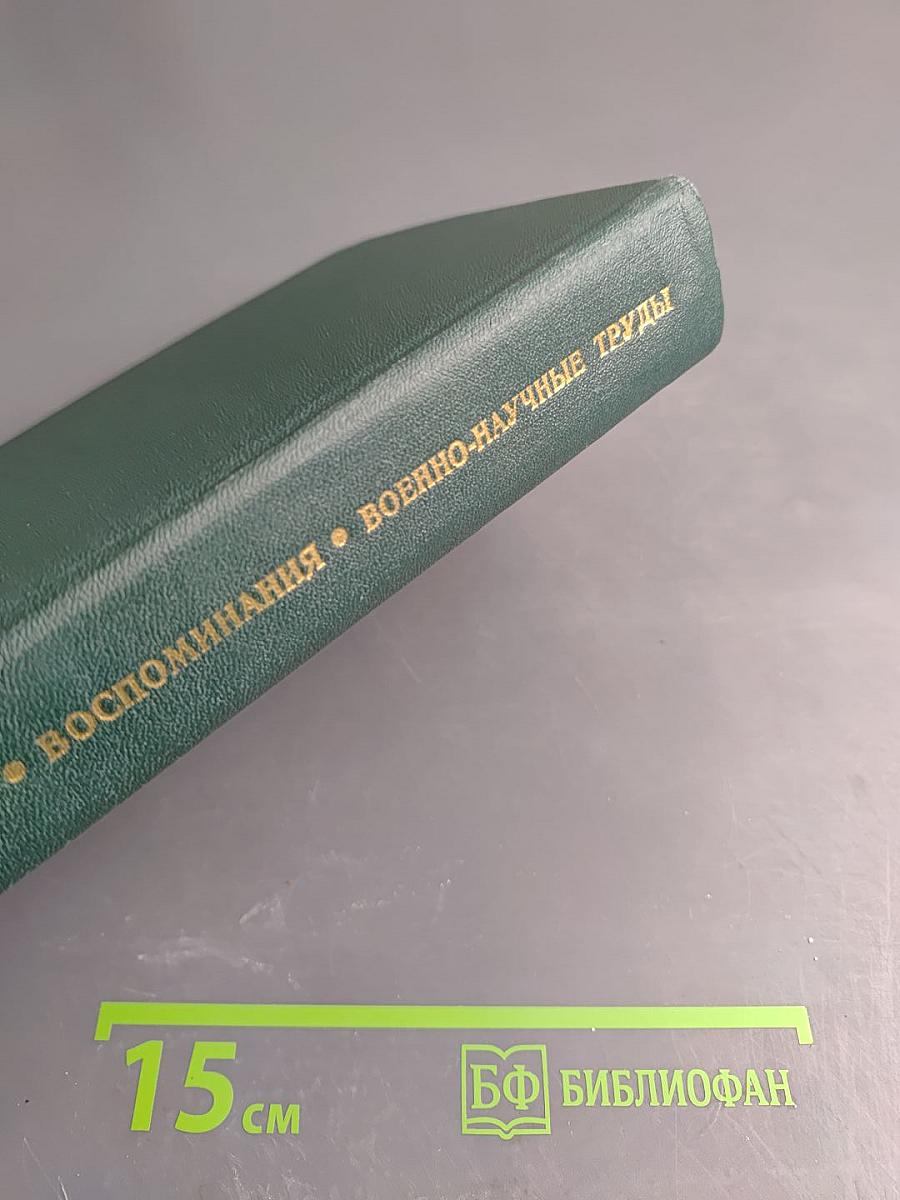 • ВОСПОМИНАНИЯ • ВОЕННО-НАУЧНЫЕ ТРУДЫ
15 см
БФ БИБЛИОФАН